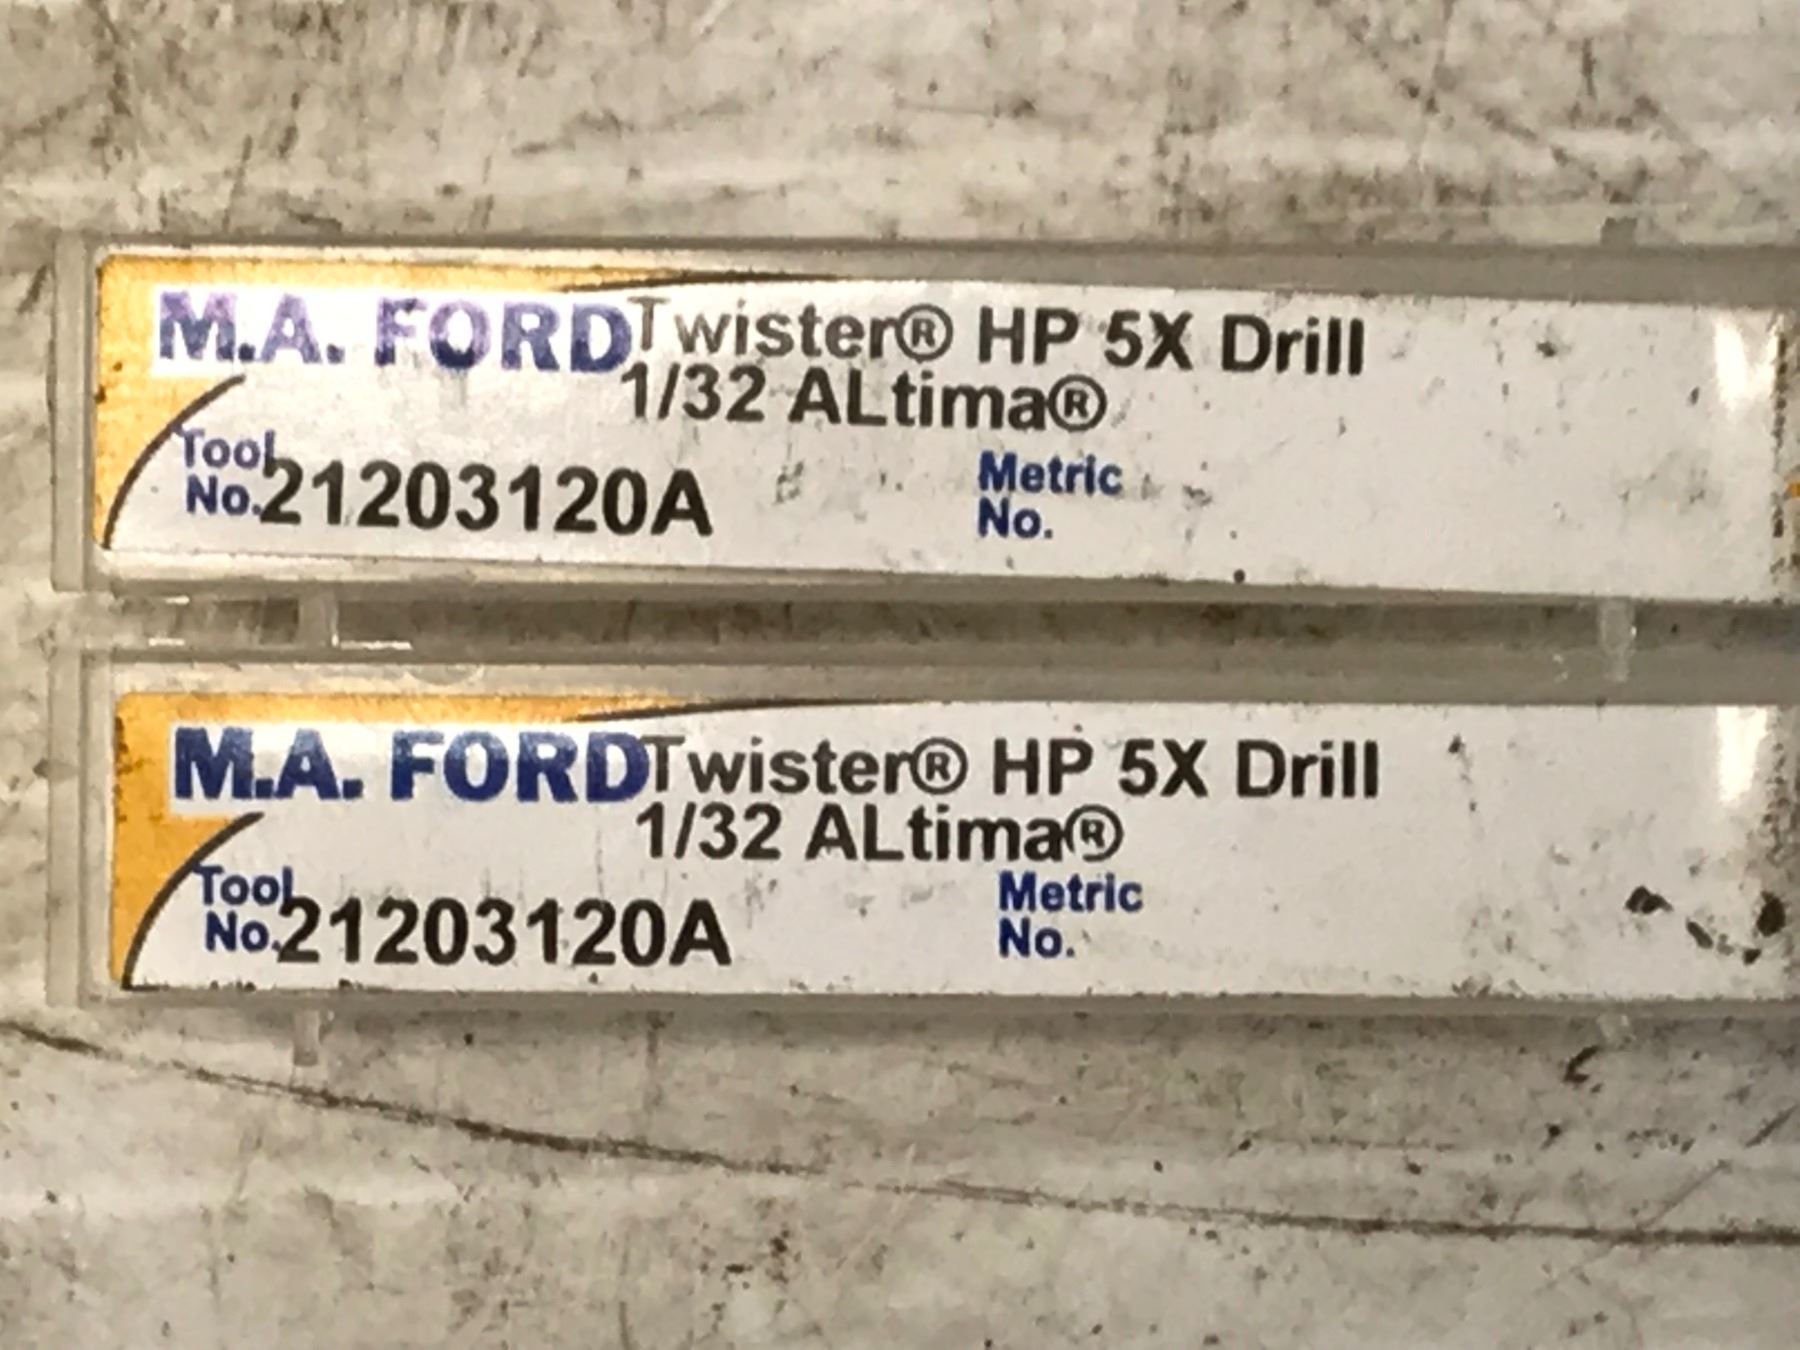 M.A. FORD Twister® HP 5X Drill
1/32 ALtima®
Tool
No. 21203120A
Metric
No.
M.A. FORD Twister® HP 5X Drill
1/32 ALtima®
Tool
No. 21203120A
Metric
No.